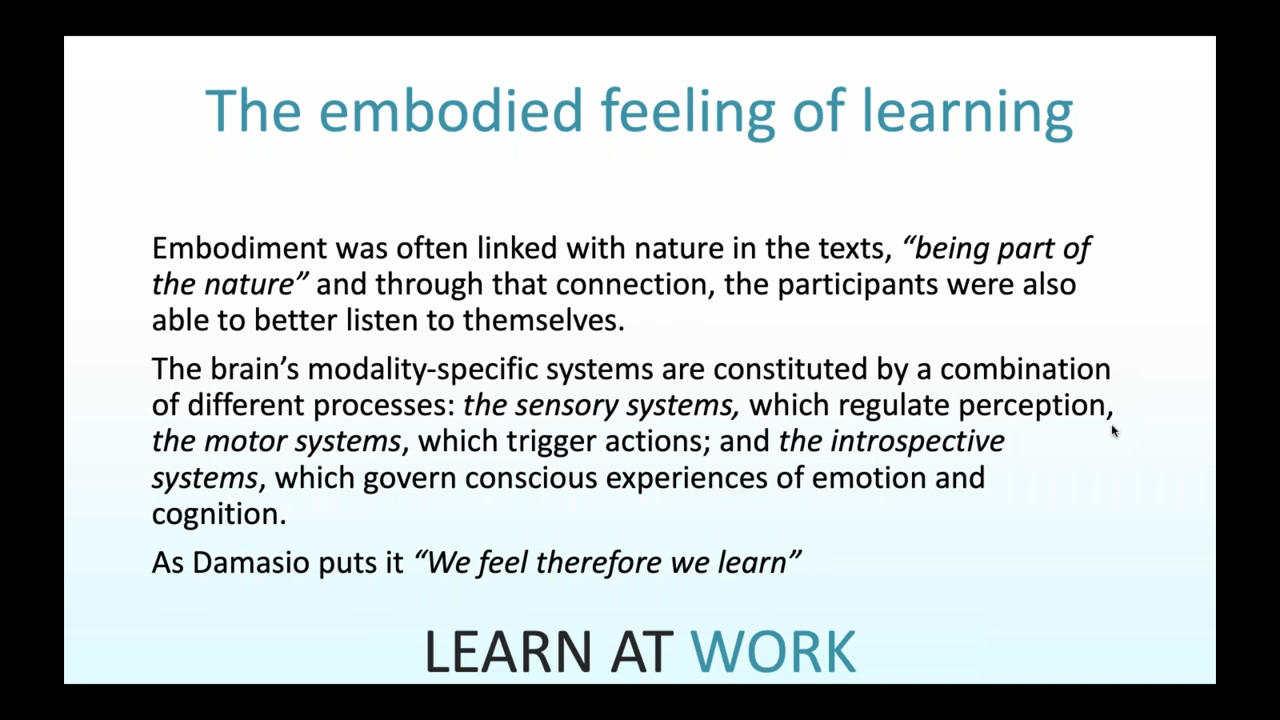 The embodied feeling of learning
Embodiment was often linked with nature in the texts, “being part of
the nature” and through that connection, the participants were also
able to better listen to themselves.
The brain’s modality-specific systems are constituted by a combination
of different processes: the sensory systems, which regulate perception,
the motor systems, which trigger actions; and the introspective
systems, which govern conscious experiences of emotion and
cognition.
As Damasio puts it “We feel therefore we learn”
LEARN AT WORK